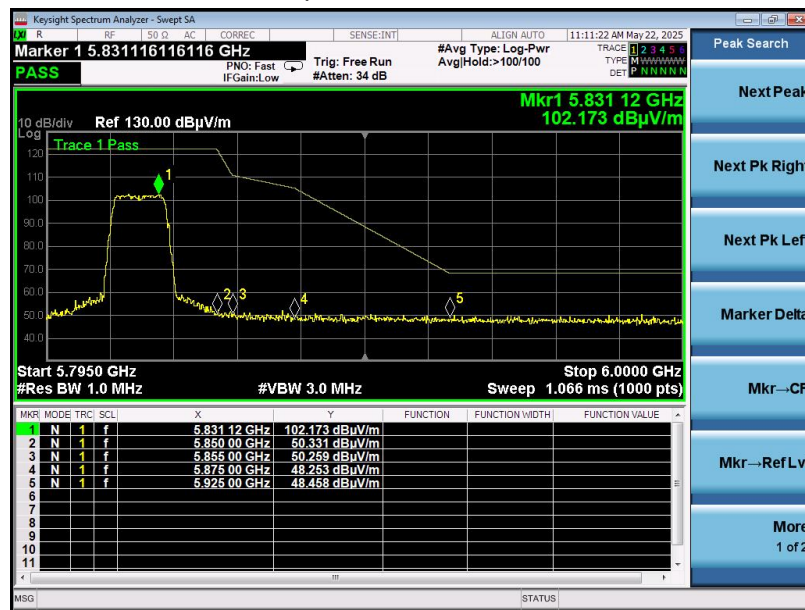 Keysight Spectrum Analyzer - Swept SA
LXI R RF 50 Ω AC CORREC SENSE:INT ALIGN AUTO 11:11:22 AM May 22, 2025
Marker 1 5.831116116116 GHz
#Avg Type: Log-Pwr
TRACE 1 2 3 4 5 6
PASS
PNO: Fast
IFGain:Low
Trig: Free Run
#Atten: 34 dB
Avg|Hold:>100/100
TYPE M WWWWW
DET P N N N N N
Mkr1 5.831 12 GHz
102.173 dBµV/m
10 dB/div Ref 130.00 dBµV/m
Log
Trace 1 Pass
120
110
100
90.0
80.0
70.0
60.0
50.0
40.0
1
2
3
4
5
Start 5.7950 GHz Stop 6.0000 GHz
#Res BW 1.0 MHz #VBW 3.0 MHz Sweep 1.066 ms (1000 pts)
MKR MODE TRC SCL X Y FUNCTION FUNCTION WIDTH FUNCTION VALUE
1 N 1 f 5.831 12 GHz 102.173 dBµV/m
2 N 1 f 5.850 00 GHz 50.331 dBµV/m
3 N 1 f 5.855 00 GHz 50.259 dBµV/m
4 N 1 f 5.875 00 GHz 48.253 dBµV/m
5 N 1 f 5.925 00 GHz 48.458 dBµV/m
6
7
8
9
10
11
MSG STATUS
Peak Search
Next Peak
Next Pk Right
Next Pk Left
Marker Delta
Mkr→CF
Mkr→Ref Lv
More
1 of 2